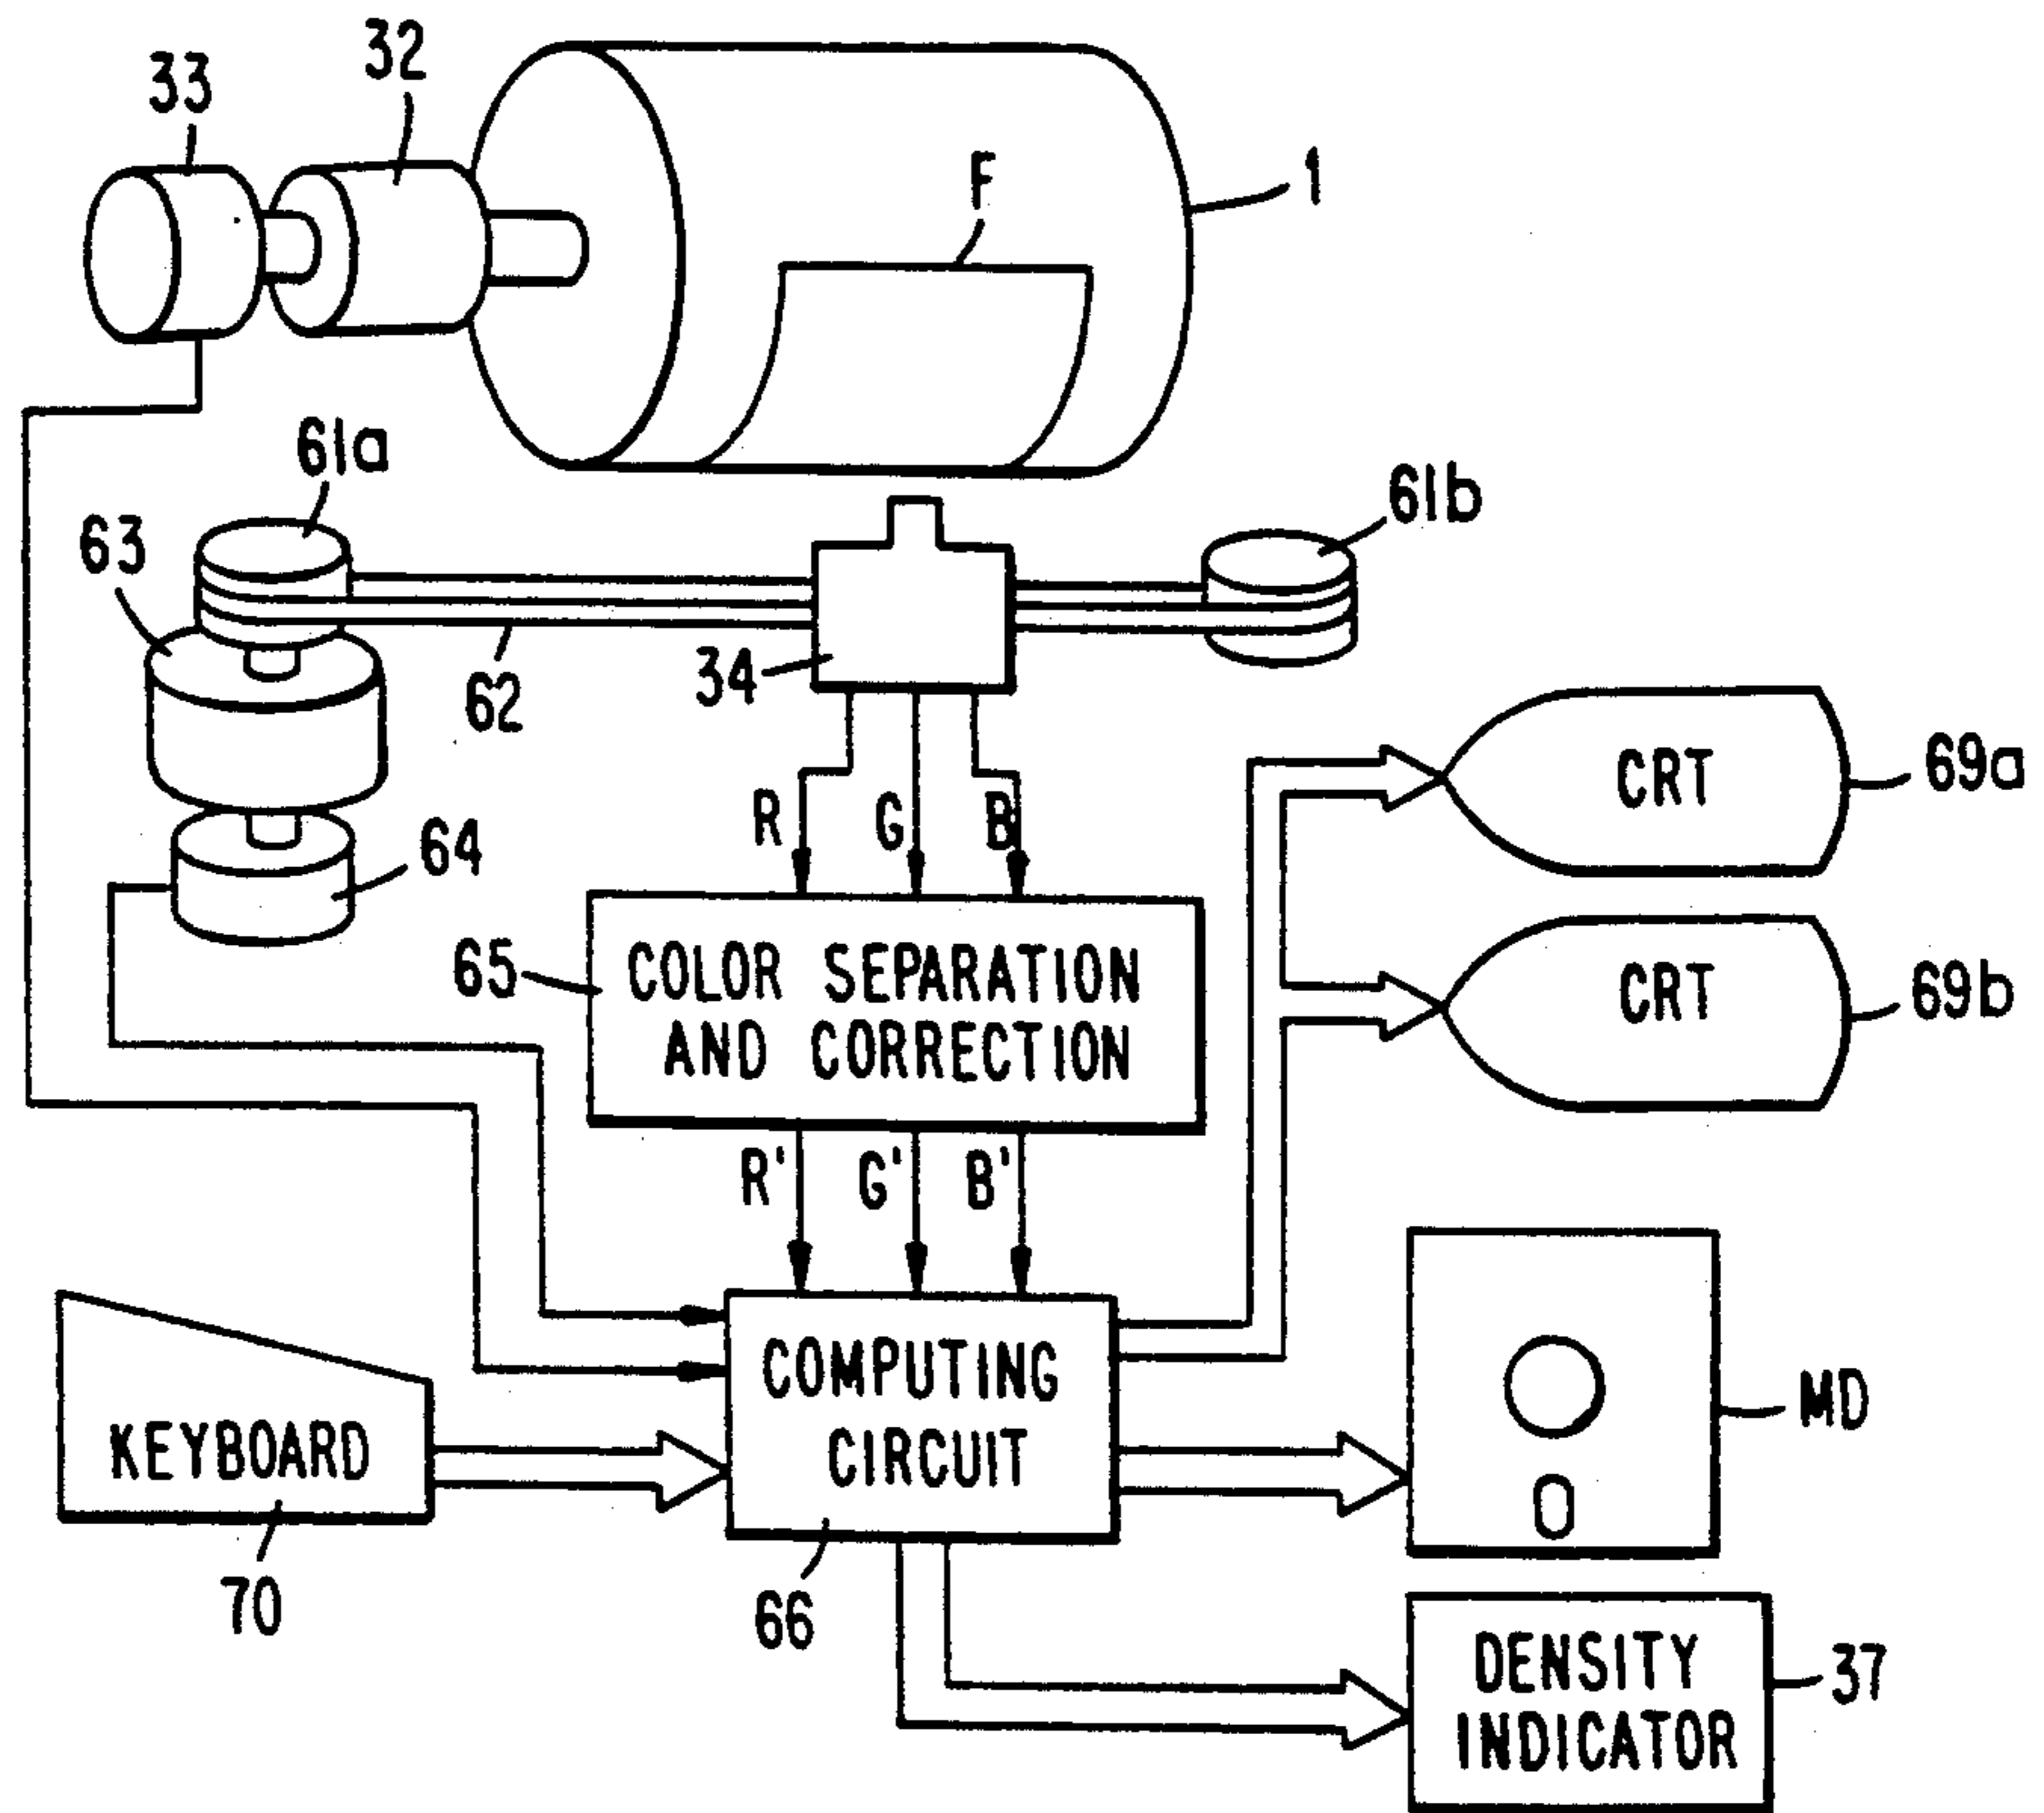 32
33
F
1
61a
61b
63
34
62
CRT
69a
R G B
64
65
COLOR SEPARATION
AND CORRECTION
CRT
69b
R' G' B'
COMPUTING
CIRCUIT
MD
KEYBOARD
70
66
DENSITY
INDICATOR
37